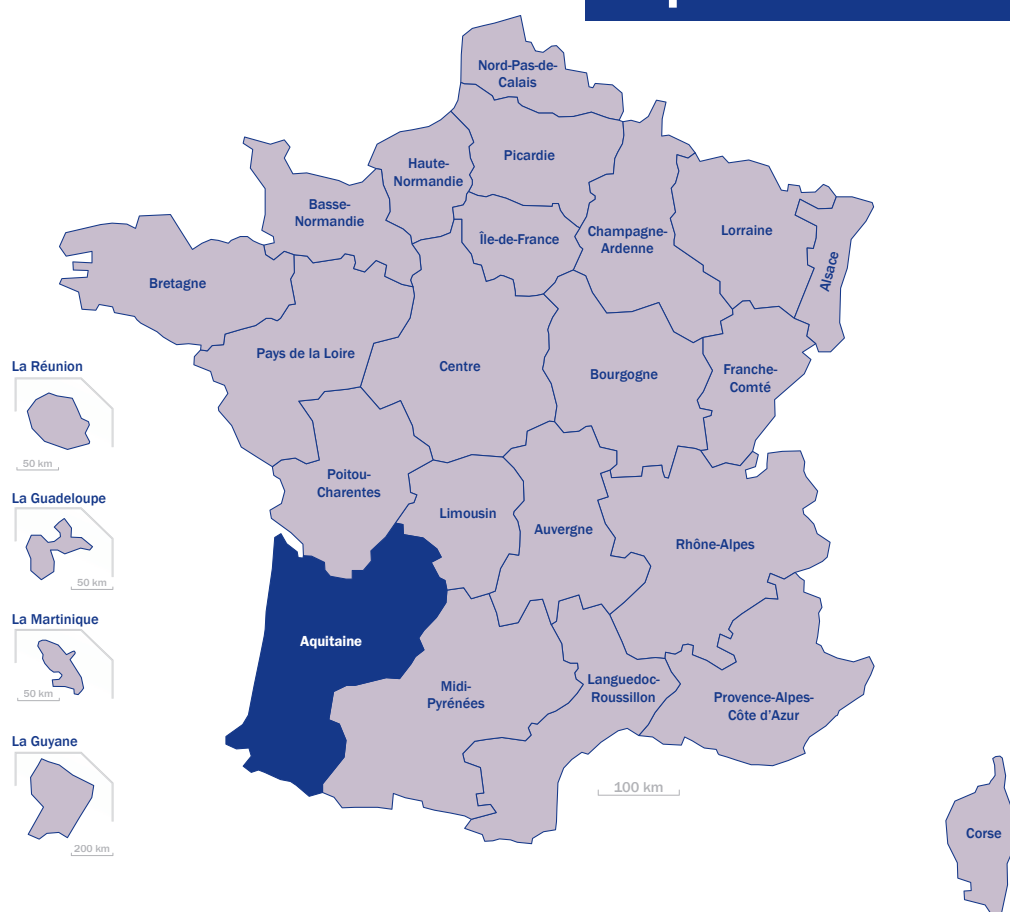 Nord-Pas-de-
Calais
Picardie
Haute-
Normandie
Basse-
Normandie
Île-de-France
Champagne-
Ardenne
Lorraine
Alsace
Bretagne
Pays de la Loire
Centre
Bourgogne
Franche-
Comté
La Réunion
50 km
Poitou-
Charentes
Limousin
Auvergne
Rhône-Alpes
La Guadeloupe
50 km
Aquitaine
La Martinique
50 km
Midi-
Pyrénées
Languedoc-
Roussillon
Provence-Alpes-
Côte d'Azur
La Guyane
200 km
100 km
Corse